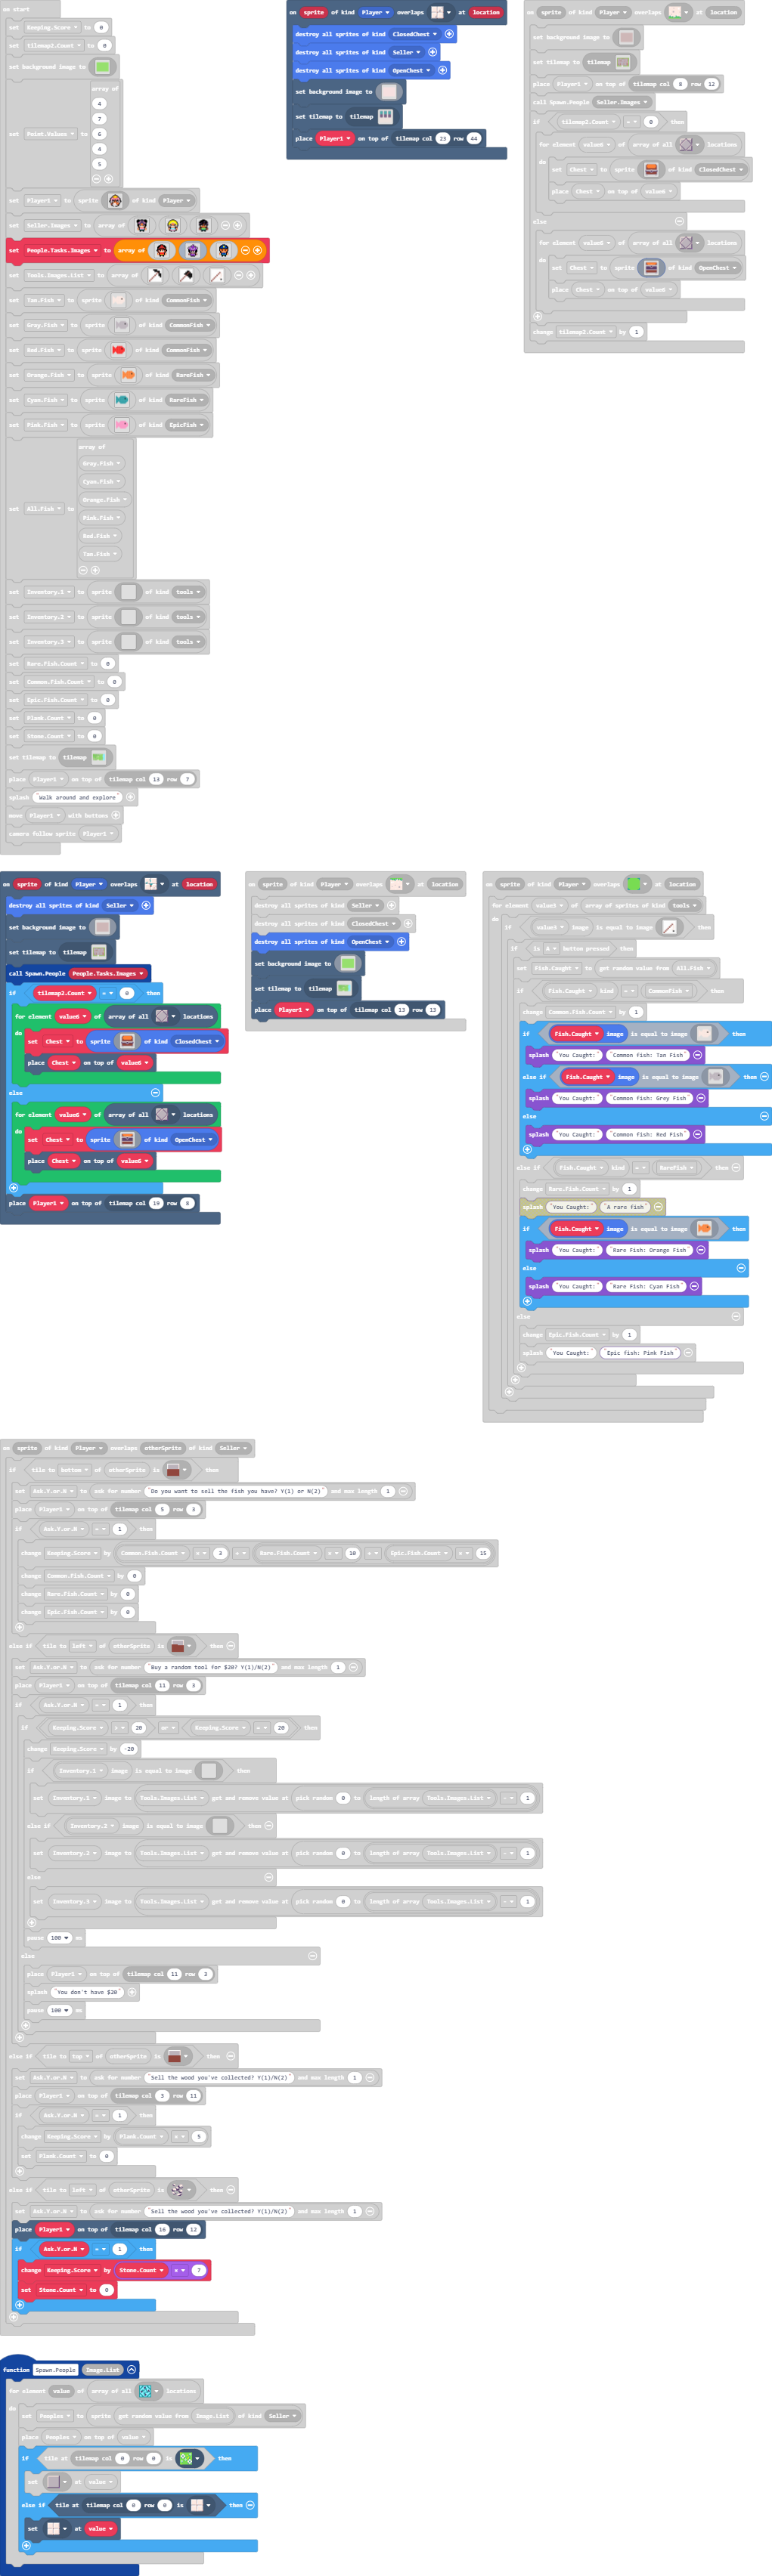 on start
set Keeping.Score to 0
set tilemap2.Count to 0
set background image to
set Point.Values to array of 4 7 6 4 5
set Player1 to sprite of kind Player
set Seller.Images to array of
set People.Tasks.Images to array of
set Tools.Images.List to array of
set Tan.Fish to sprite of kind CommonFish
set Gray.Fish to sprite of kind CommonFish
set Red.Fish to sprite of kind CommonFish
set Orange.Fish to sprite of kind RareFish
set Cyan.Fish to sprite of kind RareFish
set Pink.Fish to sprite of kind EpicFish
set All.Fish to array of
Gray.Fish
Cyan.Fish
Orange.Fish
Pink.Fish
Red.Fish
Tan.Fish
set Inventory.1 to sprite of kind tools
set Inventory.2 to sprite of kind tools
set Inventory.3 to sprite of kind tools
set Rare.Fish.Count to 0
set Common.Fish.Count to 0
set Epic.Fish.Count to 0
set Plank.Count to 0
set Stone.Count to 0
set tilemap to tilemap
place Player1 on top of tilemap col 13 row 7
splash "Walk around and explore"
move Player1 with buttons
camera follow sprite Player1
on sprite of kind Player overlaps at location
destroy all sprites of kind ClosedChest
destroy all sprites of kind Seller
destroy all sprites of kind OpenChest
set background image to
set tilemap to tilemap
place Player1 on top of tilemap col 23 row 44
on sprite of kind Player overlaps at location
set background image to
set tilemap to tilemap
place Player1 on top of tilemap col 8 row 12
call Spawn.People Seller.Images
if tilemap2.Count = 0 then
for element value6 of array of all locations
do
set Chest to sprite of kind ClosedChest
place Chest on top of value6
else
for element value6 of array of all locations
do
set Chest to sprite of kind OpenChest
place Chest on top of value6
change tilemap2.Count by 1
on sprite of kind Player overlaps at location
destroy all sprites of kind Seller
set background image to
set tilemap to tilemap
call Spawn.People People.Tasks.Images
if tilemap2.Count = 0 then
for element value6 of array of all locations
do
set Chest to sprite of kind ClosedChest
place Chest on top of value6
else
for element value6 of array of all locations
do
set Chest to sprite of kind OpenChest
place Chest on top of value6
place Player1 on top of tilemap col 19 row 8
on sprite of kind Player overlaps at location
destroy all sprites of kind Seller
destroy all sprites of kind ClosedChest
destroy all sprites of kind OpenChest
set background image to
set tilemap to tilemap
place Player1 on top of tilemap col 13 row 13
on sprite of kind Player overlaps at location
for element value3 of array of sprites of kind tools
do
if value3 image is equal to image then
if is A button pressed then
set Fish.Caught to get random value from All.Fish
if Fish.Caught kind = CommonFish then
change Common.Fish.Count by 1
if Fish.Caught image is equal to image then
splash "You Caught:" "Common fish: Tan Fish"
else if Fish.Caught image is equal to image then
splash "You Caught:" "Common fish: Grey Fish"
else
splash "You Caught:" "Common fish: Red Fish"
else if Fish.Caught kind = RareFish then
change Rare.Fish.Count by 1
splash "You Caught:" "A rare fish"
if Fish.Caught image is equal to image then
splash "You Caught:" "Rare Fish: Orange Fish"
else
splash "You Caught:" "Rare Fish: Cyan Fish"
else
change Epic.Fish.Count by 1
splash "You Caught:" "Epic fish: Pink Fish"
on sprite of kind Player overlaps otherSprite of kind Seller
if tile to bottom of otherSprite is then
set Ask.Y.or.N to ask for number "Do you want to sell the fish you have? Y(1) or N(2)" and max length 1
place Player1 on top of tilemap col 5 row 3
if Ask.Y.or.N = 1 then
change Keeping.Score by Common.Fish.Count × 3 + Rare.Fish.Count × 10 + Epic.Fish.Count × 15
change Common.Fish.Count by 0
change Rare.Fish.Count by 0
change Epic.Fish.Count by 0
else if tile to left of otherSprite is then
set Ask.Y.or.N to ask for number "Buy a random tool for $20? Y(1)/N(2)" and max length 1
place Player1 on top of tilemap col 11 row 3
if Ask.Y.or.N = 1 then
if Keeping.Score > 20 or Keeping.Score = 20 then
change Keeping.Score by -20
if Inventory.1 image is equal to image then
set Inventory.1 image to Tools.Images.List get and remove value at pick random 0 to length of array Tools.Images.List - 1
else if Inventory.2 image is equal to image then
set Inventory.2 image to Tools.Images.List get and remove value at pick random 0 to length of array Tools.Images.List - 1
else
set Inventory.3 image to Tools.Images.List get and remove value at pick random 0 to length of array Tools.Images.List - 1
pause 100 ms
else
place Player1 on top of tilemap col 11 row 3
splash "You don't have $20"
pause 100 ms
else if tile to top of otherSprite is then
set Ask.Y.or.N to ask for number "Sell the wood you've collected? Y(1)/N(2)" and max length 1
place Player1 on top of tilemap col 3 row 11
if Ask.Y.or.N = 1 then
change Keeping.Score by Plank.Count × 5
set Plank.Count to 0
else if tile to left of otherSprite is then
set Ask.Y.or.N to ask for number "Sell the wood you've collected? Y(1)/N(2)" and max length 1
place Player1 on top of tilemap col 16 row 12
if Ask.Y.or.N = 1 then
change Keeping.Score by Stone.Count × 7
set Stone.Count to 0
function Spawn.People Image.List
for element value of array of all locations
do
set Peoples to sprite get random value from Image.List of kind Seller
place Peoples on top of value
if tile at tilemap col 0 row 0 is then
set at value
else if tile at tilemap col 0 row 0 is then
set at value